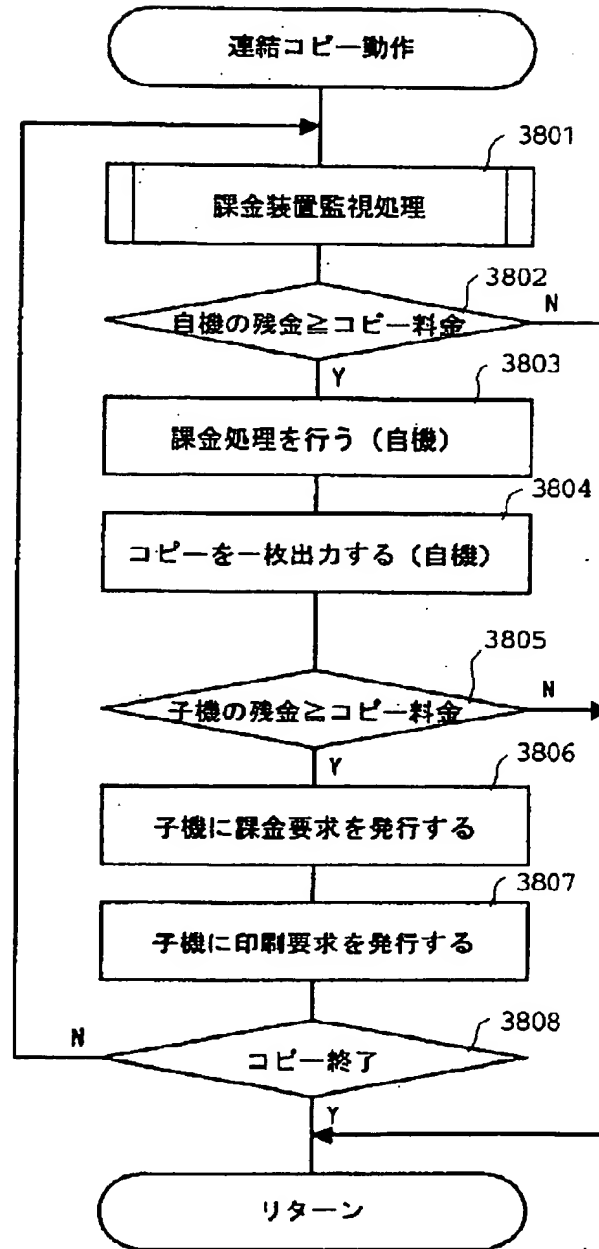 連結コピー動作
3801
課金装置監視処理
3802
自機の残金≧コピー料金
N
Y
3803
課金処理を行う（自機）
3804
コピーを一枚出力する（自機）
3805
子機の残金≧コピー料金
N
Y
3806
子機に課金要求を発行する
3807
子機に印刷要求を発行する
3808
N
コピー終了
Y
リターン